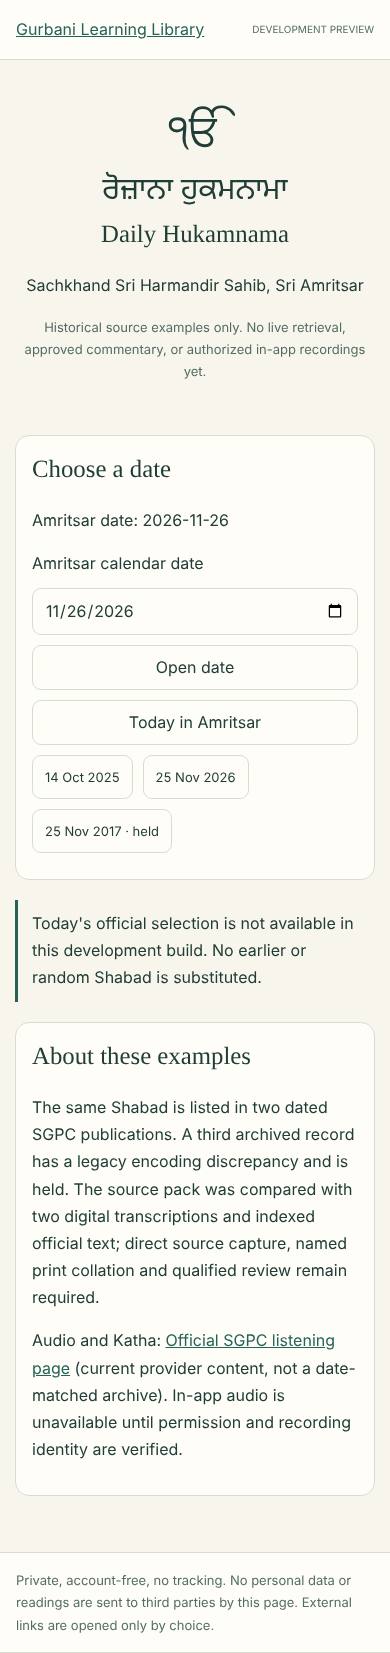 Gurbani Learning Library
DEVELOPMENT PREVIEW
ੴ
ਰੋਜ਼ਾਨਾ ਹੁਕਮਨਾਮਾ
Daily Hukamnama
Sachkhand Sri Harmandir Sahib, Sri Amritsar
Historical source examples only. No live retrieval,
approved commentary, or authorized in-app recordings
yet.
Choose a date
Amritsar date: 2026-11-26
Amritsar calendar date
11/26/2026
Open date
Today in Amritsar
14 Oct 2025
25 Nov 2026
25 Nov 2017 · held
Today's official selection is not available in
this development build. No earlier or
random Shabad is substituted.
About these examples
The same Shabad is listed in two dated
SGPC publications. A third archived record
has a legacy encoding discrepancy and is
held. The source pack was compared with
two digital transcriptions and indexed
official text; direct source capture, named
print collation and qualified review remain
required.
Audio and Katha: Official SGPC listening
page (current provider content, not a date-
matched archive). In-app audio is
unavailable until permission and recording
identity are verified.
Private, account-free, no tracking. No personal data or
readings are sent to third parties by this page. External
links are opened only by choice.